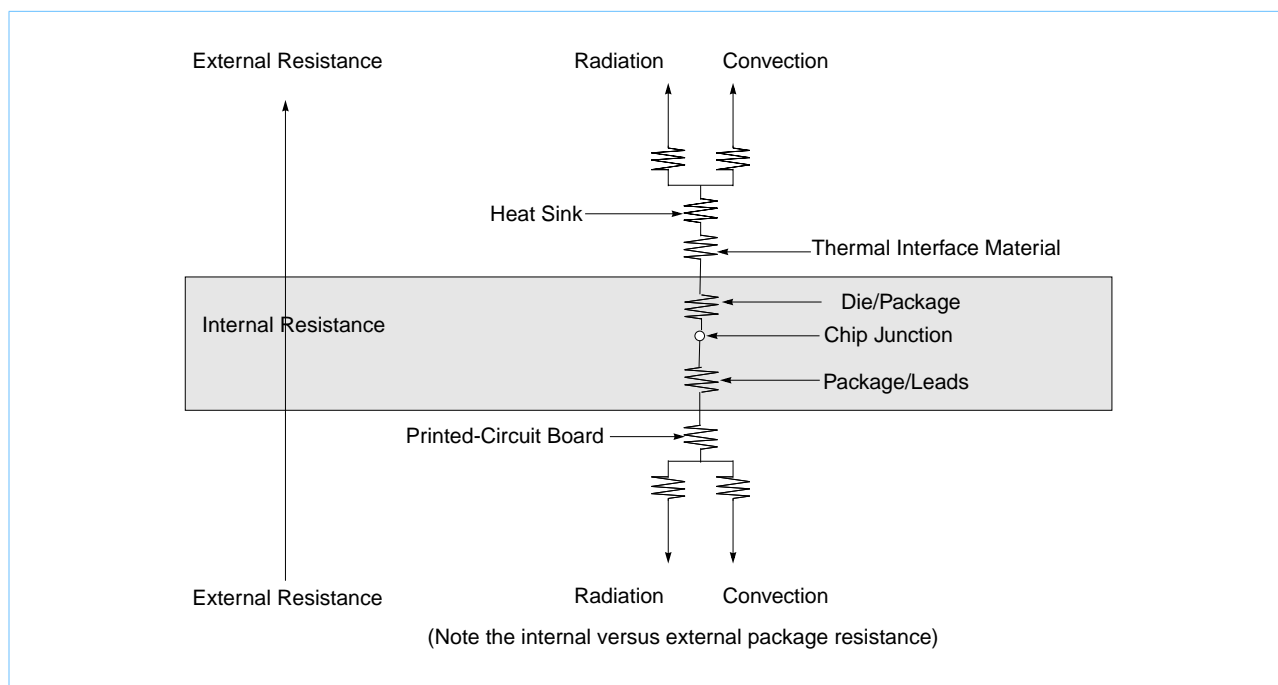 External Resistance
Radiation
Convection
Heat Sink
Thermal Interface Material
Die/Package
Internal Resistance
Chip Junction
Package/Leads
Printed-Circuit Board
External Resistance
Radiation
Convection
(Note the internal versus external package resistance)